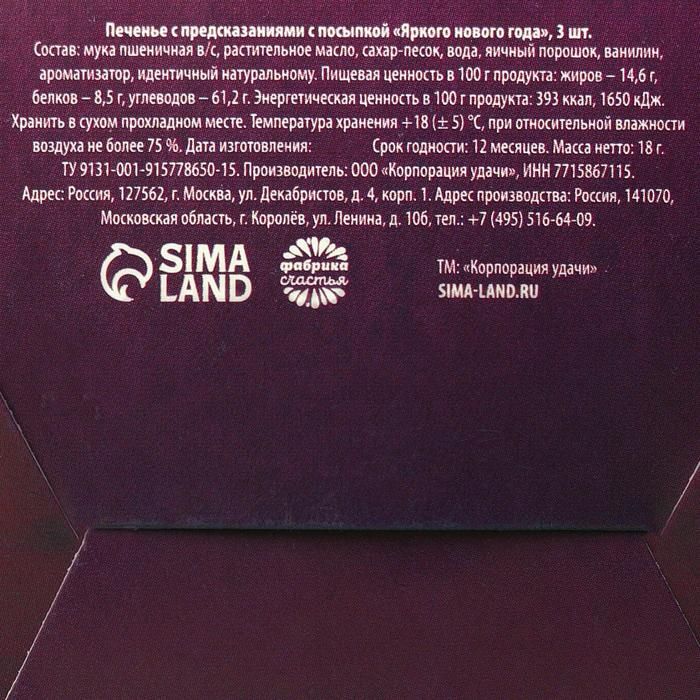 Печенье с предсказаниями с посыпкой «Яркого нового года», 3 шт.
Состав: мука пшеничная в/с, растительное масло, сахар-песок, вода, яичный порошок, ванилин,
ароматизатор, идентичный натуральному. Пищевая ценность в 100 г продукта: жиров – 14,6 г,
белков – 8,5 г, углеводов – 61,2 г. Энергетическая ценность в 100 г продукта: 393 ккал, 1650 кДж.
Хранить в сухом прохладном месте. Температура хранения +18 (± 5) °С, при относительной влажности
воздуха не более 75 %. Дата изготовления: Срок годности: 12 месяцев. Масса нетто: 18 г.
ТУ 9131-001-915778650-15. Производитель: ООО «Корпорация удачи», ИНН 7715867115.
Адрес: Россия, 127562, г. Москва, ул. Декабристов, д. 4, корп. 1. Адрес производства: Россия, 141070,
Московская область, г. Королёв, ул. Ленина, д. 10б, тел.: +7 (495) 516-64-09.
SIMA
LAND
фабрика
счастья
ТМ: «Корпорация удачи»
SIMA-LAND.RU